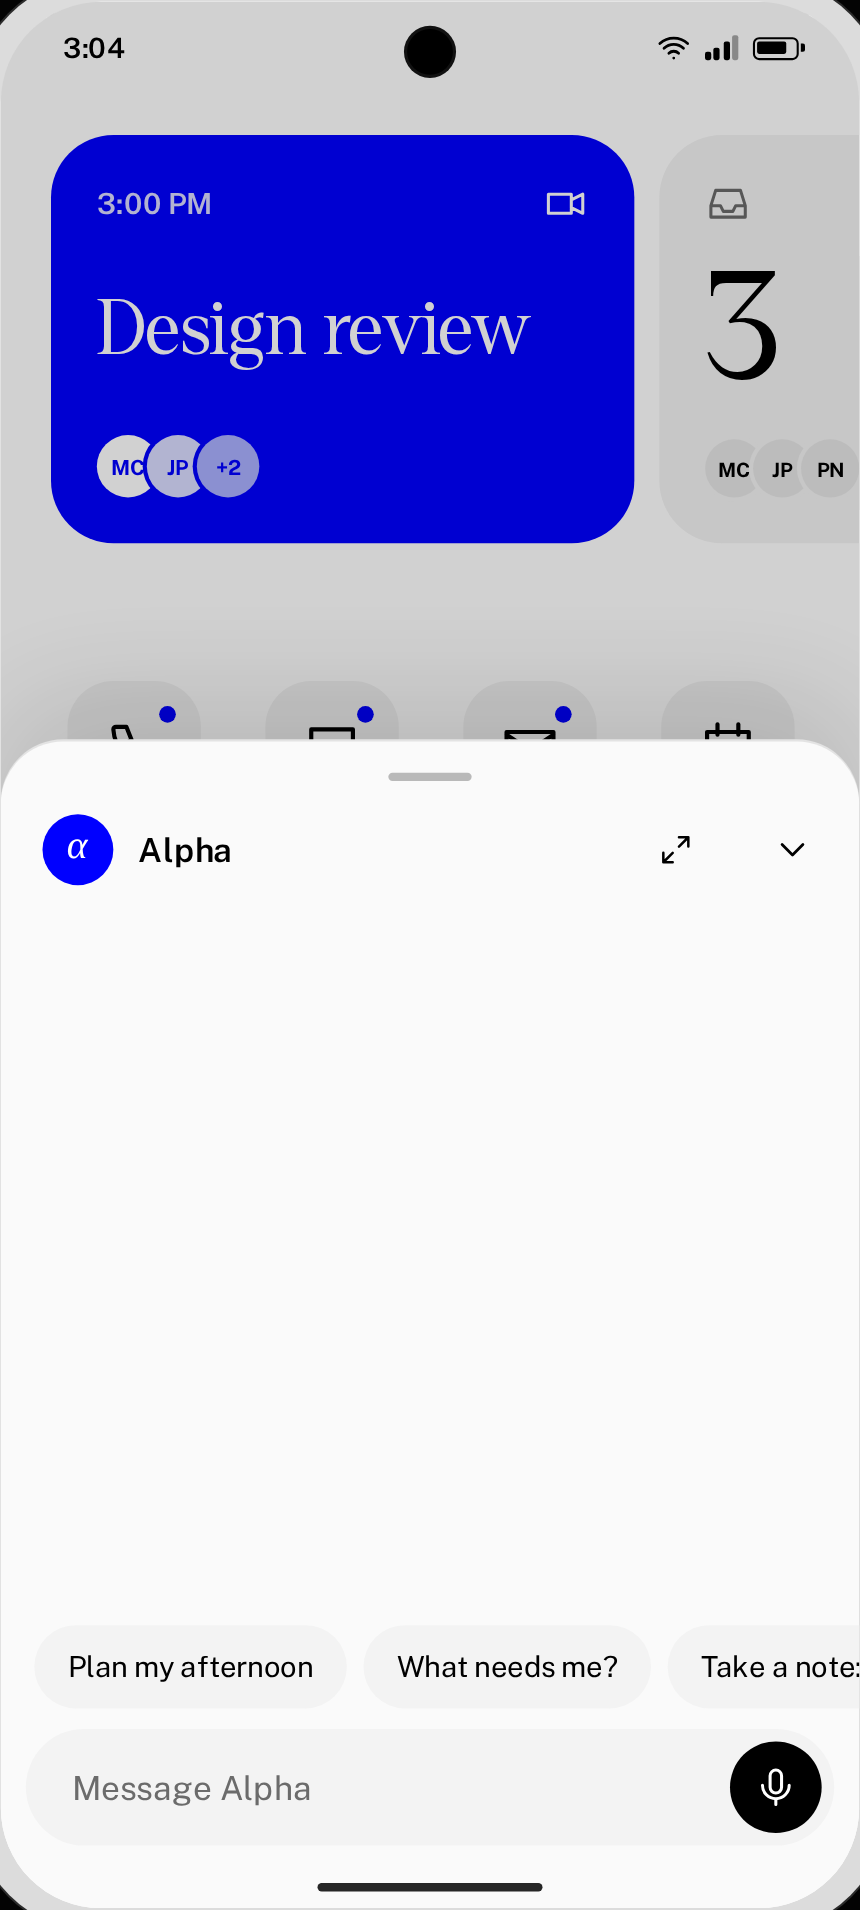 3:04
3:00 PM
Design review
MC JP +2
3
MC JP PN
α Alpha
Plan my afternoon
What needs me?
Take a note:
Message Alpha